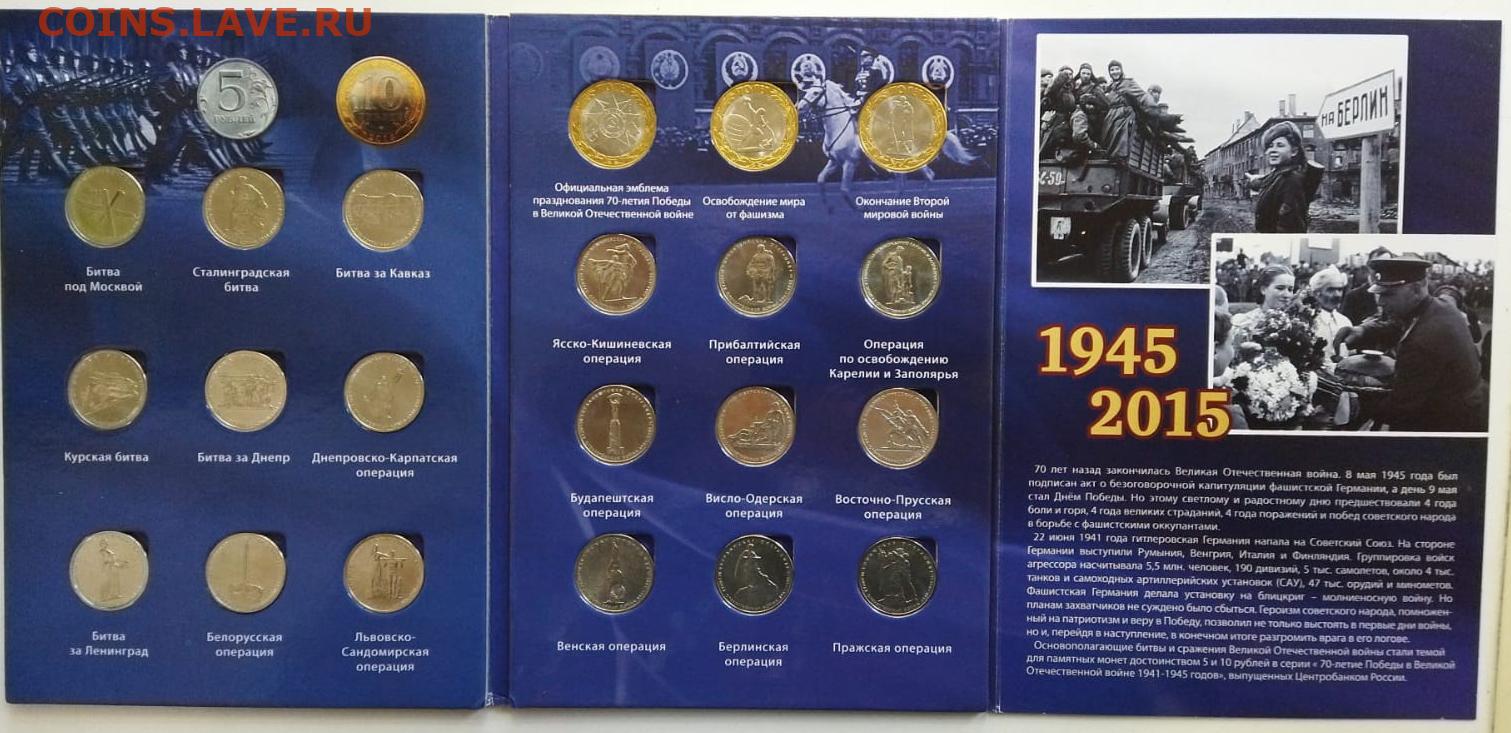 COINS.LAVE.RU
5
РУБЛЕЙ
10
Битва
под Москвой
Сталинградская
битва
Битва за Кавказ
Курская битва
Битва за Днепр
Днепровско-Карпатская
операция
Битва
за Ленинград
Белорусская
операция
Львовско-
Сандомирская
операция
Официальная эмблема
празднования 70-летия Победы
в Великой Отечественной войне
Освобождение мира
от фашизма
Окончание Второй
мировой войны
Ясско-Кишиневская
операция
Прибалтийская
операция
Операция
по освобождению
Карелии и Заполярья
Будапештская
операция
Висло-Одерская
операция
Восточно-Прусская
операция
Венская операция
Берлинская
операция
Пражская операция
НА БЕРЛИН
1945
2015
70 лет назад закончилась Великая Отечественная война. 8 мая 1945 года был
подписан акт о безоговорочной капитуляции фашистской Германии, а день 9 мая
стал Днём Победы. Но этому светлому и радостному дню предшествовали 4 года
боли и горя, 4 года великих страданий, 4 года поражений и побед советского народа
в борьбе с фашистскими оккупантами.
22 июня 1941 года гитлеровская Германия напала на Советский Союз. На стороне
Германии выступили Румыния, Венгрия, Италия и Финляндия. Группировка войск
агрессора насчитывала 5,5 млн. человек, 190 дивизий, 5 тыс. самолетов, около 4 тыс.
танков и самоходных артиллерийских установок (САУ), 47 тыс. орудий и минометов.
Фашистская Германия делала установку на блицкриг – молниеносную войну. Но
планам захватчиков не суждено было сбыться. Героизм советского народа, помножен-
ный на патриотизм и веру в Победу, позволил не только выстоять в первые дни войны,
но и, перейдя в наступление, в конечном итоге разгромить врага в его логове.
Основополагающие битвы и сражения Великой Отечественной войны стали темой
для памятных монет достоинством 5 и 10 рублей в серии « 70-летие Победы в Великой
Отечественной войне 1941-1945 годов», выпущенных Центробанком России.